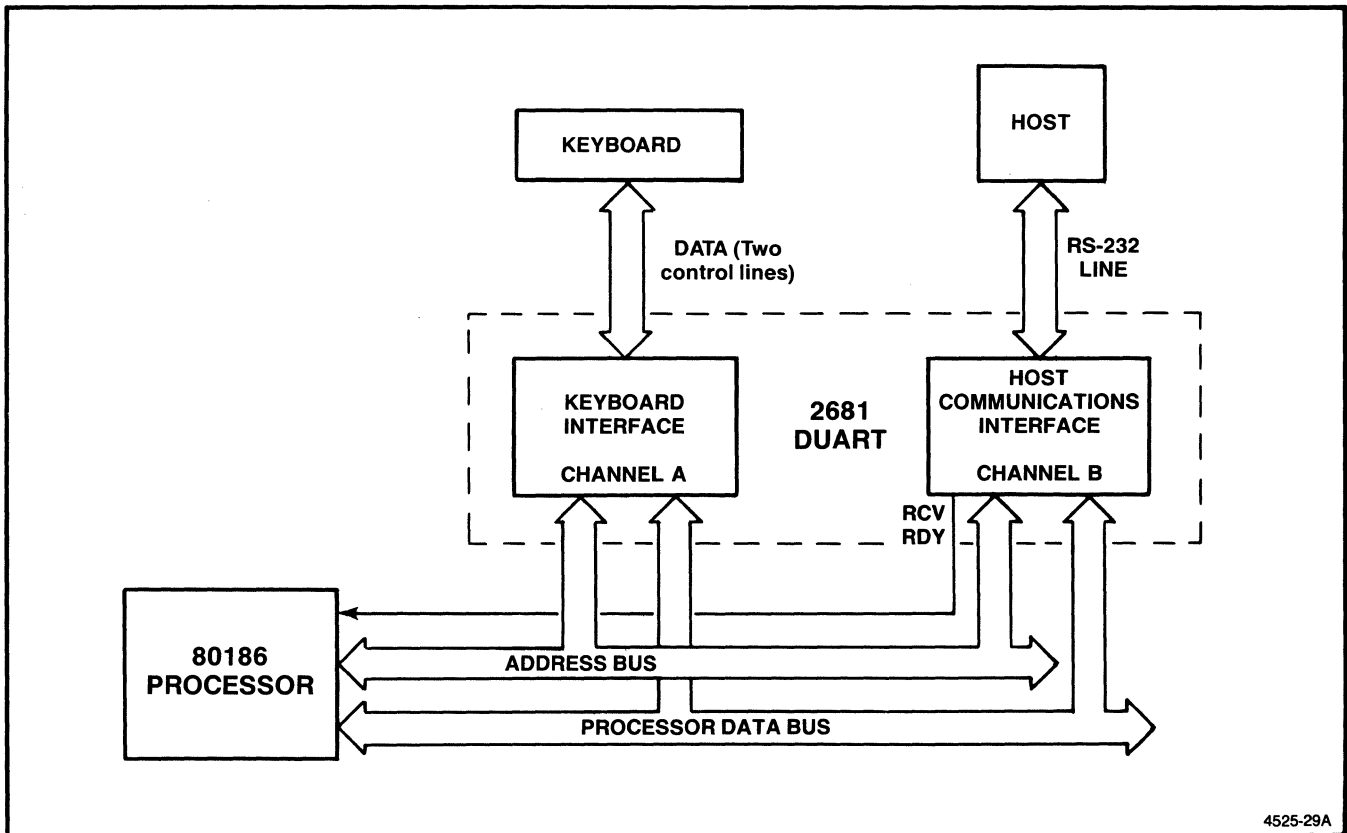 KEYBOARD
HOST
DATA (Two
control lines)
RS-232
LINE
KEYBOARD
INTERFACE
CHANNEL A
2681
DUART
HOST
COMMUNICATIONS
INTERFACE
CHANNEL B
RCV
RDY
80186
PROCESSOR
ADDRESS BUS
PROCESSOR DATA BUS
4525-29A